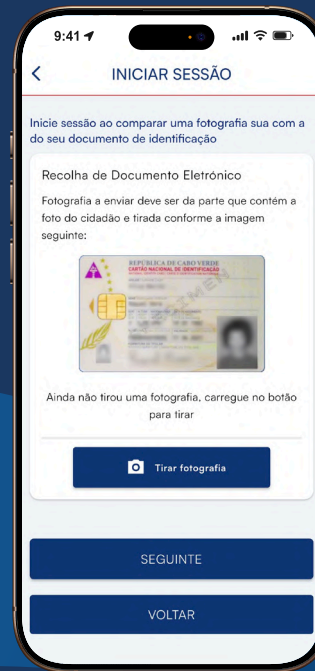 9:41
INICIAR SESSÃO
Inicie sessão ao comparar uma fotografia sua com a
do seu documento de identificação
Recolha de Documento Eletrónico
Fotografia a enviar deve ser da parte que contém a
foto do cidadão e tirada conforme a imagem
seguinte:
REPÚBLICA DE CABO VERDE
CARTÃO NACIONAL DE IDENTIFICAÇÃO
SPECIMEN
Ainda não tirou uma fotografia, carregue no botão
para tirar
Tirar fotografia
SEGUINTE
VOLTAR